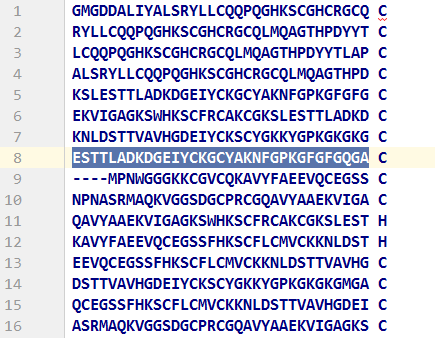 1 GMGDDALIYALSRYLLCQQPQGHKSCGHCRGCQ C
2 RYLLCQQPQGHKSCGHCRGCQLMQAGTHPDYYT C
3 LCQQPQGHKSCGHCRGCQLMQAGTHPDYYTLAP C
4 ALSRYLLCQQPQGHKSCGHCRGCQLMQAGTHPD C
5 KSLESTTLADKDGEIYCKGCYAKNFGPKGFGFG C
6 EKVIGAGKSWHKSCFRCAKCGKSLESTTLADKD C
7 KNLDSTTVAVHGDEIYCKSCYGKKYGPKGKGKG C
8 ESTTLADKDGEIYCKGCYAKNFGPKGFGFGQGA C
9 ----MPNWGGGKKCGVCQKAVYFAEEVQCEGSS C
10 NPNASRMAQKVGGSDGCPRCGQAVYAAEKVIGA C
11 QAVYAAEKVIGAGKSWHKSCFRCAKCGKSLEST H
12 KAVYFAEEVQCEGSSFHKSCFLCMVCKKNLDST H
13 EEVQCEGSSFHKSCFLCMVCKKNLDSTTVAVHG C
14 DSTTVAVHGDEIYCKSCYGKKYGPKGKGKGMGA C
15 QCEGSSFHKSCFLCMVCKKNLDSTTVAVHGDEI C
16 ASRMAQKVGGSDGCPRCGQAVYAAEKVIGAGKS C